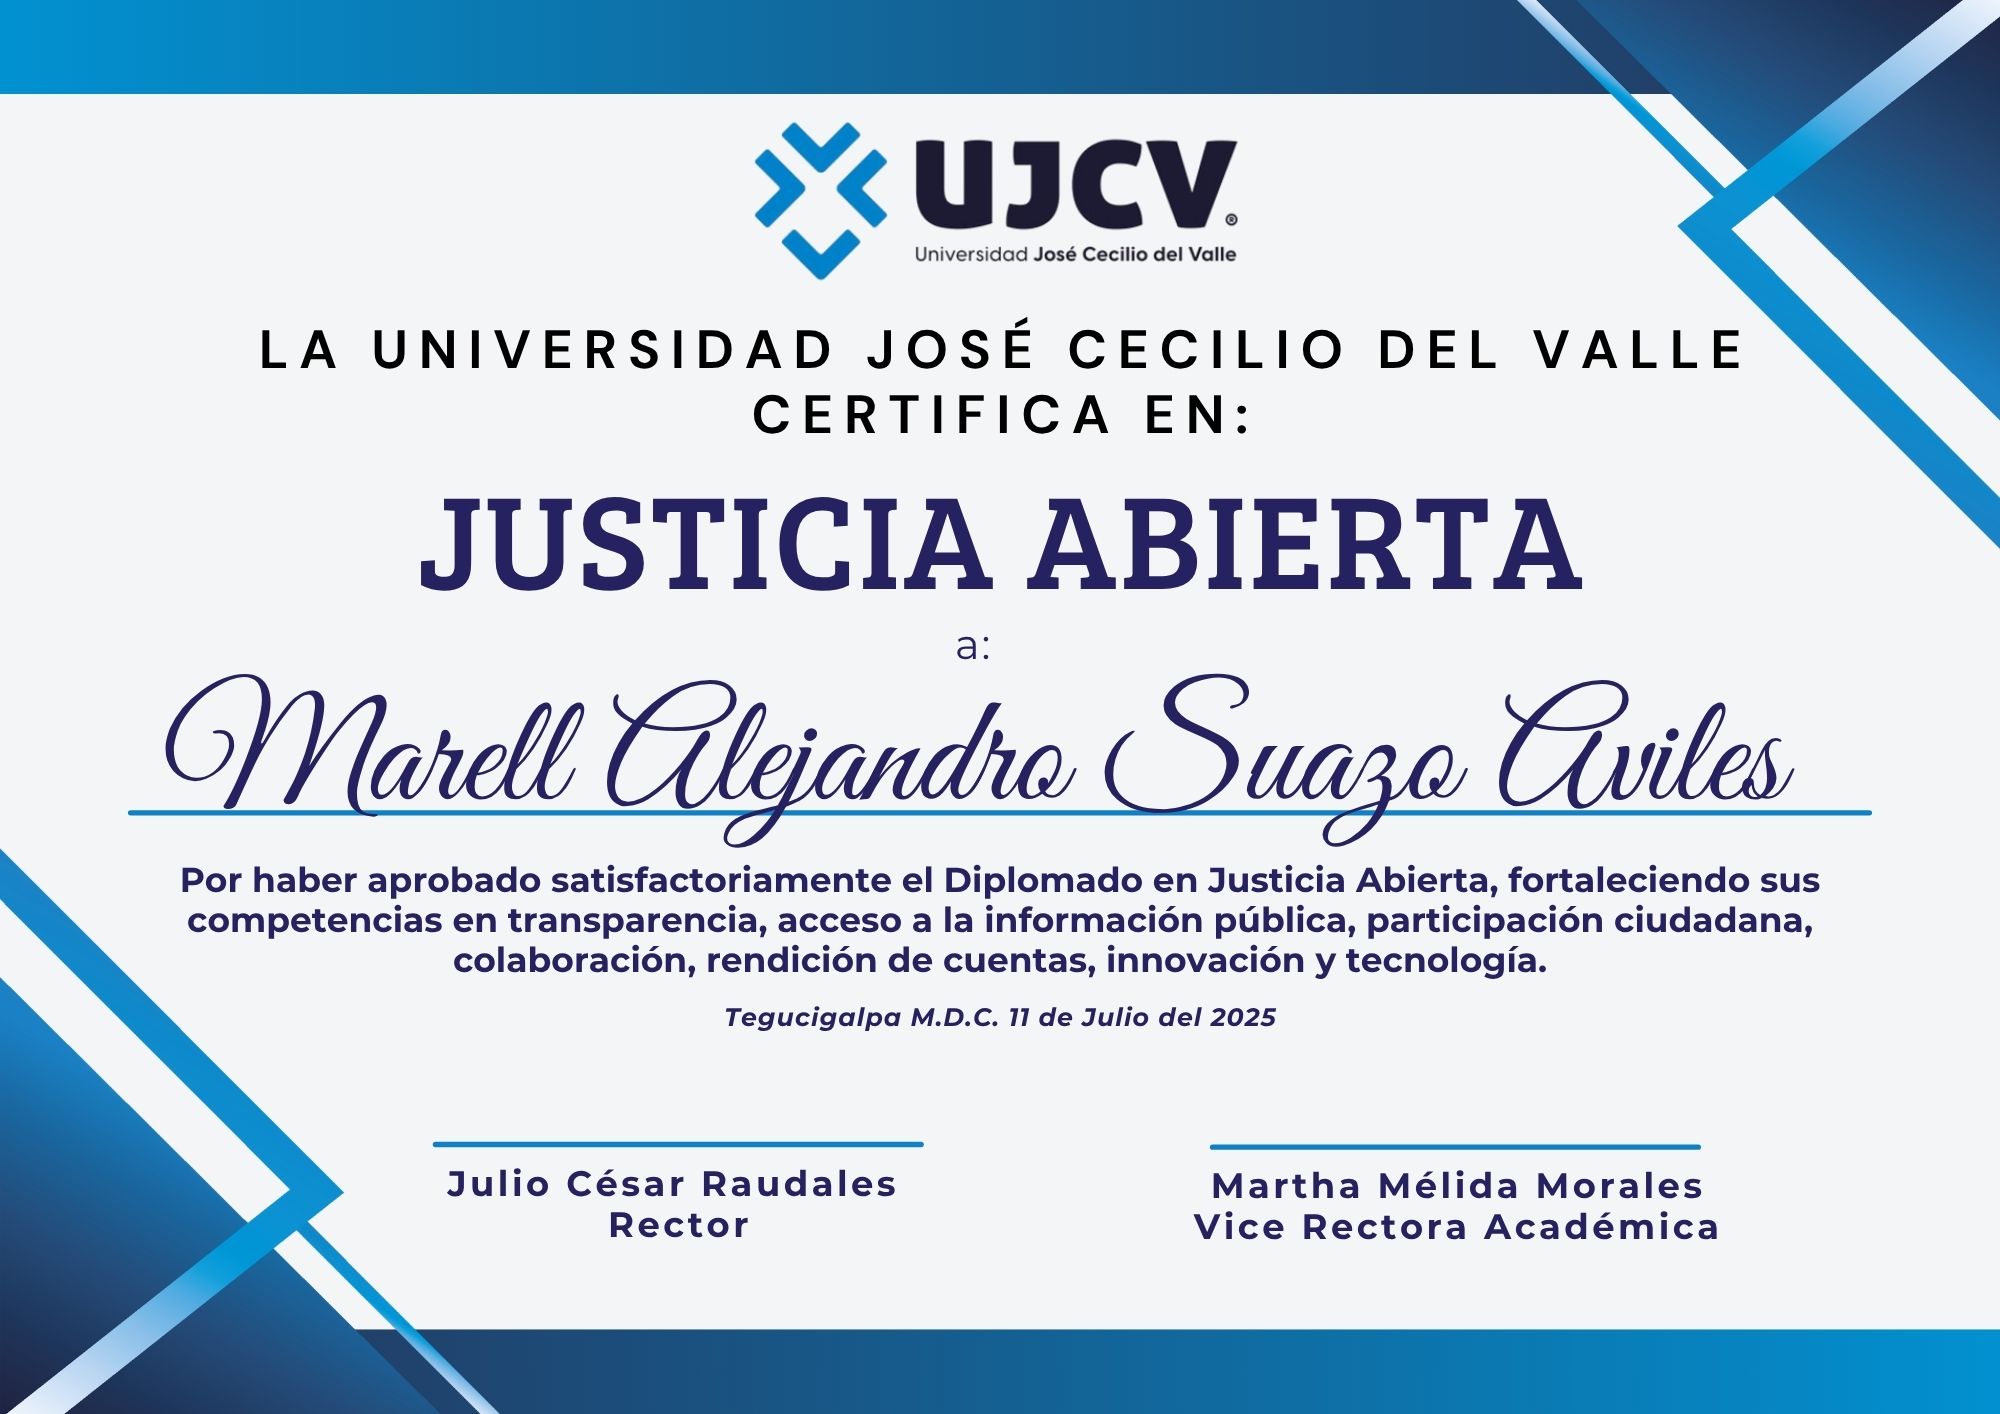 UJCV®
Universidad José Cecilio del Valle
LA UNIVERSIDAD JOSÉ CECILIO DEL VALLE
CERTIFICA EN:
JUSTICIA ABIERTA
a:
Marell Alejandro Suazo Aviles
Por haber aprobado satisfactoriamente el Diplomado en Justicia Abierta, fortaleciendo sus
competencias en transparencia, acceso a la información pública, participación ciudadana,
colaboración, rendición de cuentas, innovación y tecnología.
Tegucigalpa M.D.C. 11 de Julio del 2025
Julio César Raudales
Rector
Martha Mélida Morales
Vice Rectora Académica